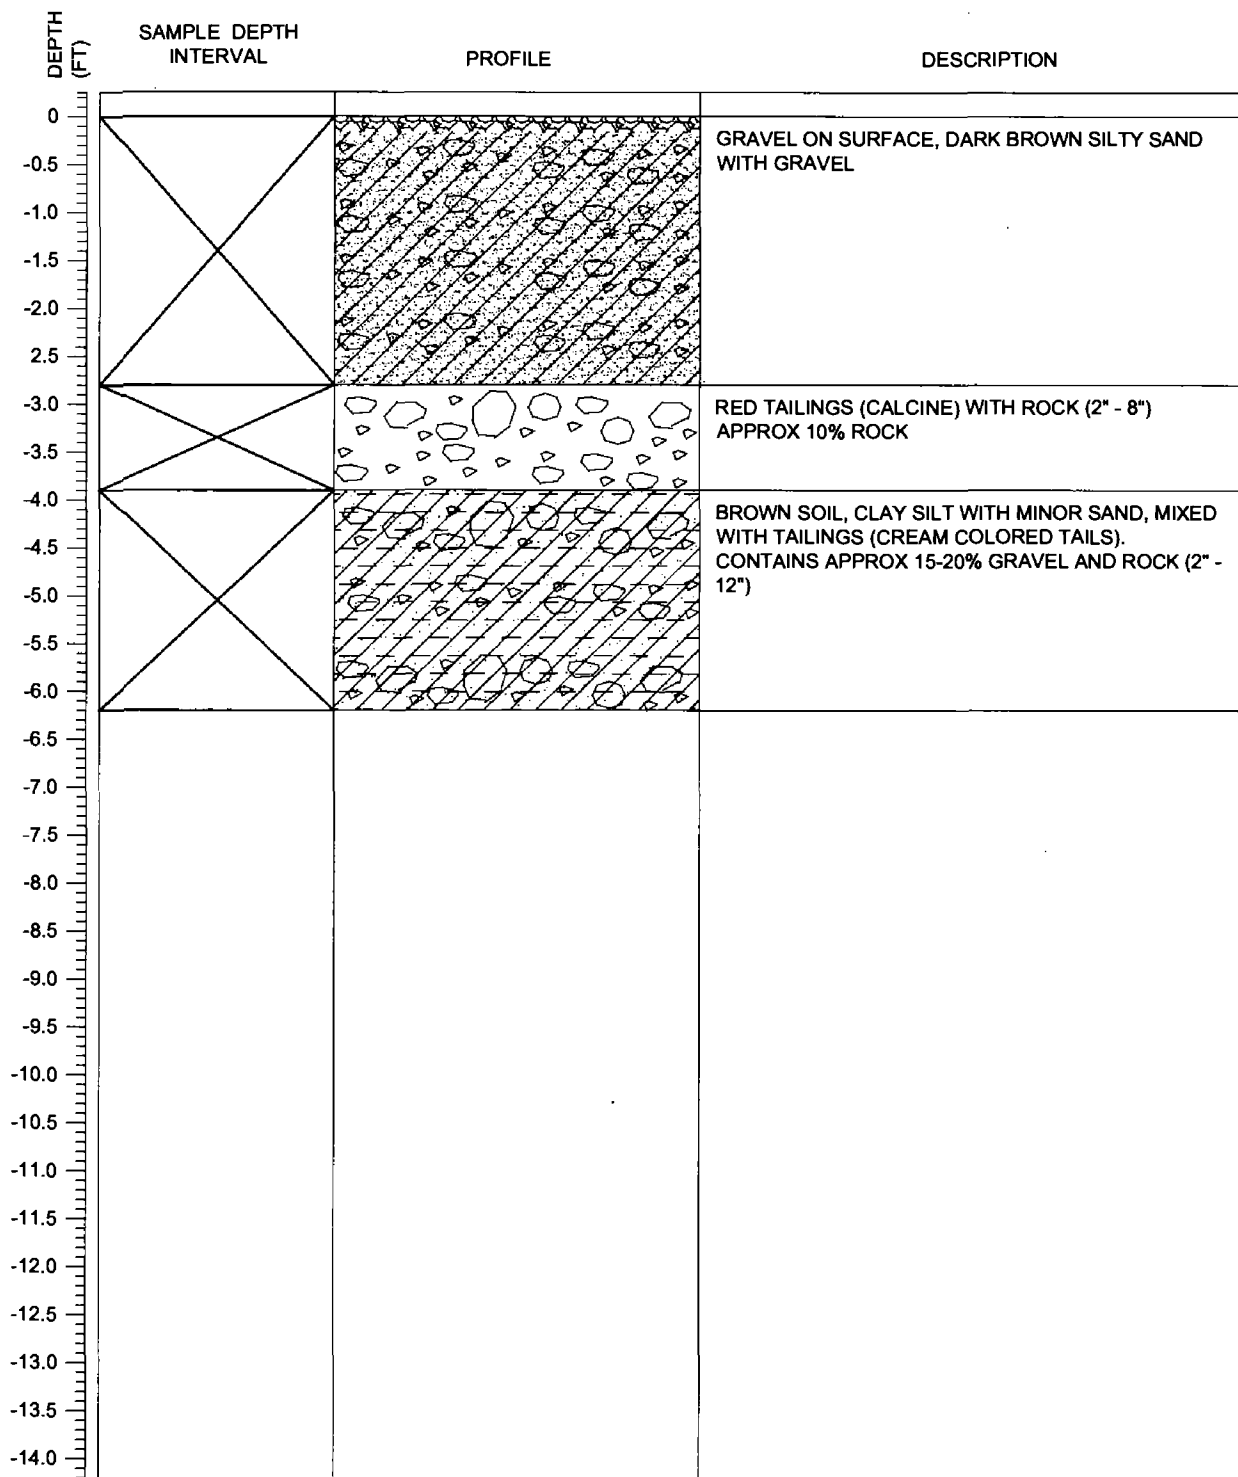 DEPTH
(FT)
SAMPLE DEPTH
INTERVAL
PROFILE
DESCRIPTION
0
-0.5
-1.0
-1.5
-2.0
2.5
-3.0
-3.5
-4.0
-4.5
-5.0
-5.5
-6.0
-6.5
-7.0
-7.5
-8.0
-8.5
-9.0
-9.5
-10.0
-10.5
-11.0
-11.5
-12.0
-12.5
-13.0
-13.5
-14.0
GRAVEL ON SURFACE, DARK BROWN SILTY SAND
WITH GRAVEL
RED TAILINGS (CALCINE) WITH ROCK (2" - 8")
APPROX 10% ROCK
BROWN SOIL, CLAY SILT WITH MINOR SAND, MIXED
WITH TAILINGS (CREAM COLORED TAILS).
CONTAINS APPROX 15-20% GRAVEL AND ROCK (2" -
12")